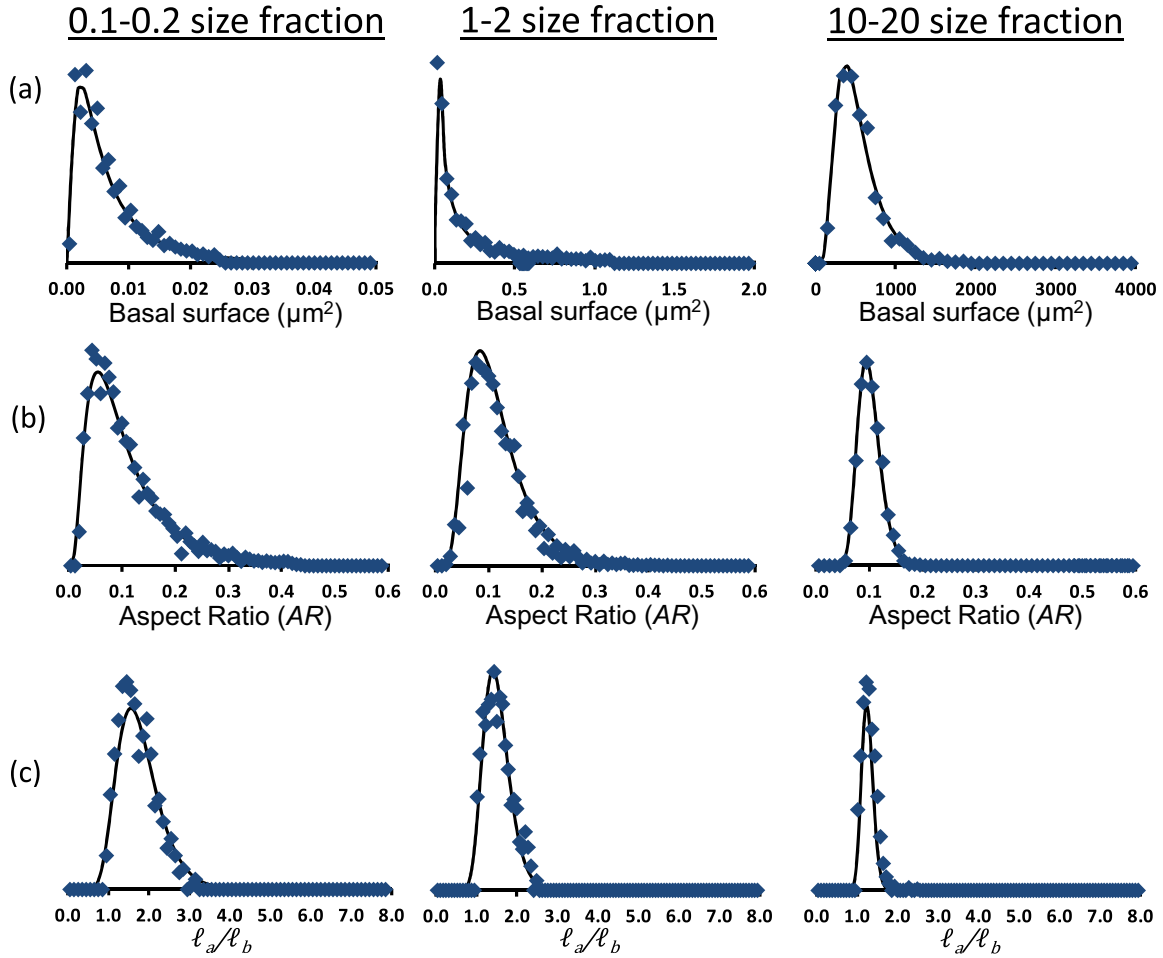 0.1-0.2 size fraction 1-2 size fraction 10-20 size fraction
(a)
0.00 0.01 0.02 0.03 0.04 0.05 0.0 0.5 1.0 1.5 2.0 0 1000 2000 3000 4000
Basal surface (µm²) Basal surface (µm²) Basal surface (µm²)
(b)
0.0 0.1 0.2 0.3 0.4 0.5 0.6 0.0 0.1 0.2 0.3 0.4 0.5 0.6 0.0 0.1 0.2 0.3 0.4 0.5 0.6
Aspect Ratio (AR) Aspect Ratio (AR) Aspect Ratio (AR)
(c)
0.0 1.0 2.0 3.0 4.0 5.0 6.0 7.0 8.0 0.0 1.0 2.0 3.0 4.0 5.0 6.0 7.0 8.0 0.0 1.0 2.0 3.0 4.0 5.0 6.0 7.0 8.0
ℓa/ℓb ℓa/ℓb ℓa/ℓb